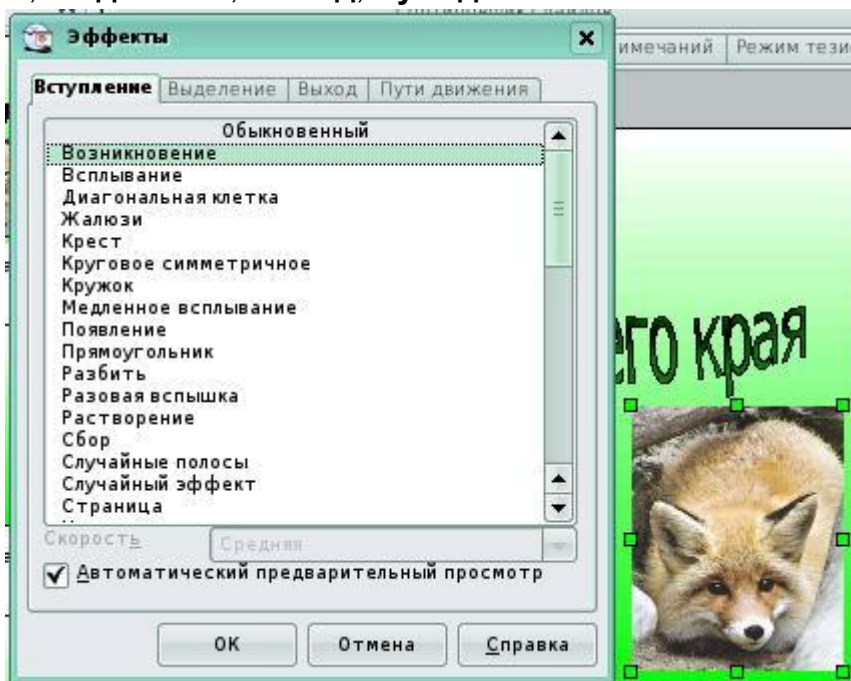 Эффекты
имечаний Режим тези
Вступление Выделение Выход Пути движения
Обыкновенный
Возникновение
Всплывание
Диагональная клетка
Жалюзи
Крест
Круговое симметричное
Кружок
Медленное всплывание
Появление
Прямоугольник
Разбить
Разовая вспышка
Растворение
Сбор
Случайные полосы
Случайный эффект
Страница
его края
Скорость Средняя
Автоматический предварительный просмотр
ОК Отмена Справка